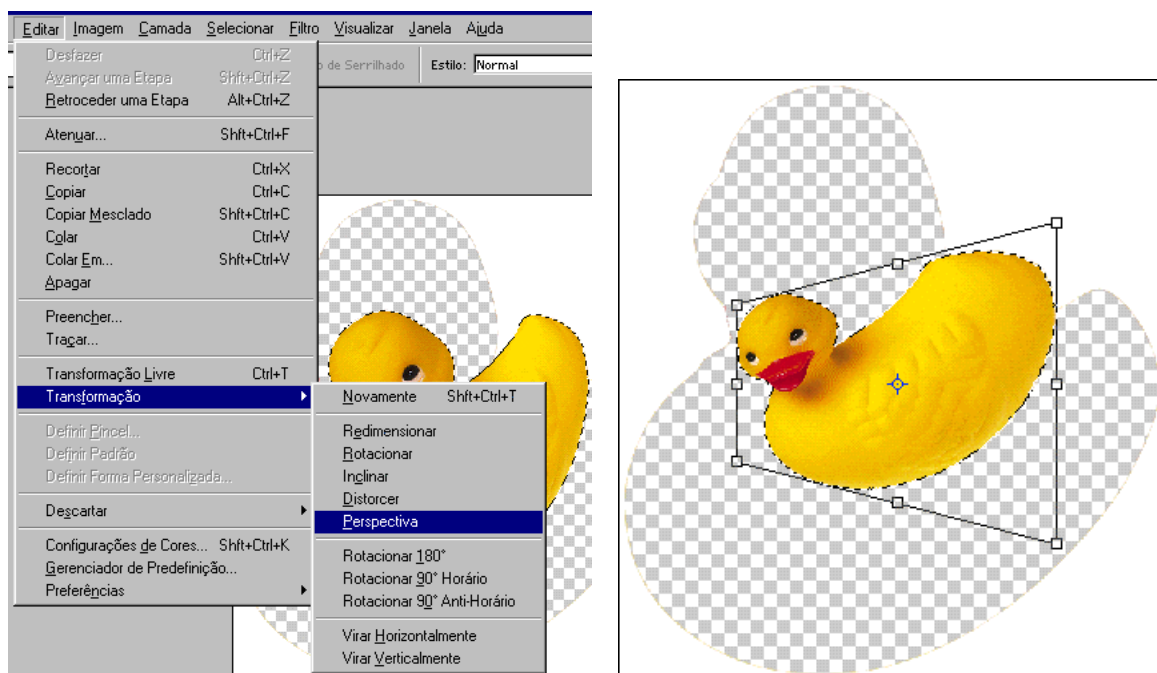 Editar Imagem Camada Selecionar Filtro Visualizar Janela Ajuda
de Serrilhado Estilo: Normal
Desfazer Ctrl+Z
Avançar uma Etapa Shft+Ctrl+Z
Retroceder uma Etapa Alt+Ctrl+Z
Atenuar... Shft+Ctrl+F
Recortar Ctrl+X
Copiar Ctrl+C
Copiar Mesclado Shft+Ctrl+C
Colar Ctrl+V
Colar Em... Shft+Ctrl+V
Apagar
Preencher...
Traçar...
Transformação Livre Ctrl+T
Transformação
Definir Pincel...
Definir Padrão
Definir Forma Personalizada...
Descartar
Configurações de Cores... Shft+Ctrl+K
Gerenciador de Predefinição...
Preferências
Novamente Shft+Ctrl+T
Redimensionar
Rotacionar
Inclinar
Distorcer
Perspectiva
Rotacionar 180°
Rotacionar 90° Horário
Rotacionar 90° Anti-Horário
Virar Horizontalmente
Virar Verticalmente